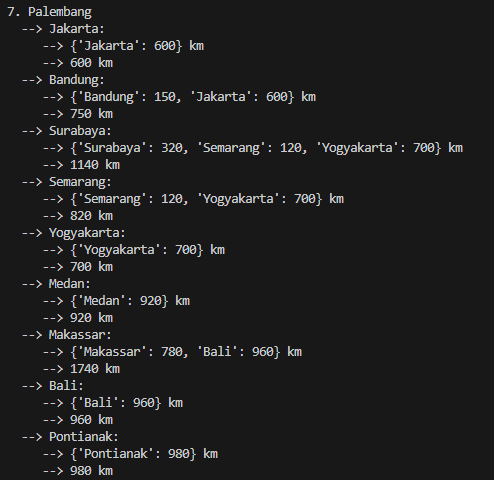 7. Palembang
--> Jakarta:
--> {'Jakarta': 600} km
--> 600 km
--> Bandung:
--> {'Bandung': 150, 'Jakarta': 600} km
--> 750 km
--> Surabaya:
--> {'Surabaya': 320, 'Semarang': 120, 'Yogyakarta': 700} km
--> 1140 km
--> Semarang:
--> {'Semarang': 120, 'Yogyakarta': 700} km
--> 820 km
--> Yogyakarta:
--> {'Yogyakarta': 700} km
--> 700 km
--> Medan:
--> {'Medan': 920} km
--> 920 km
--> Makassar:
--> {'Makassar': 780, 'Bali': 960} km
--> 1740 km
--> Bali:
--> {'Bali': 960} km
--> 960 km
--> Pontianak:
--> {'Pontianak': 980} km
--> 980 km